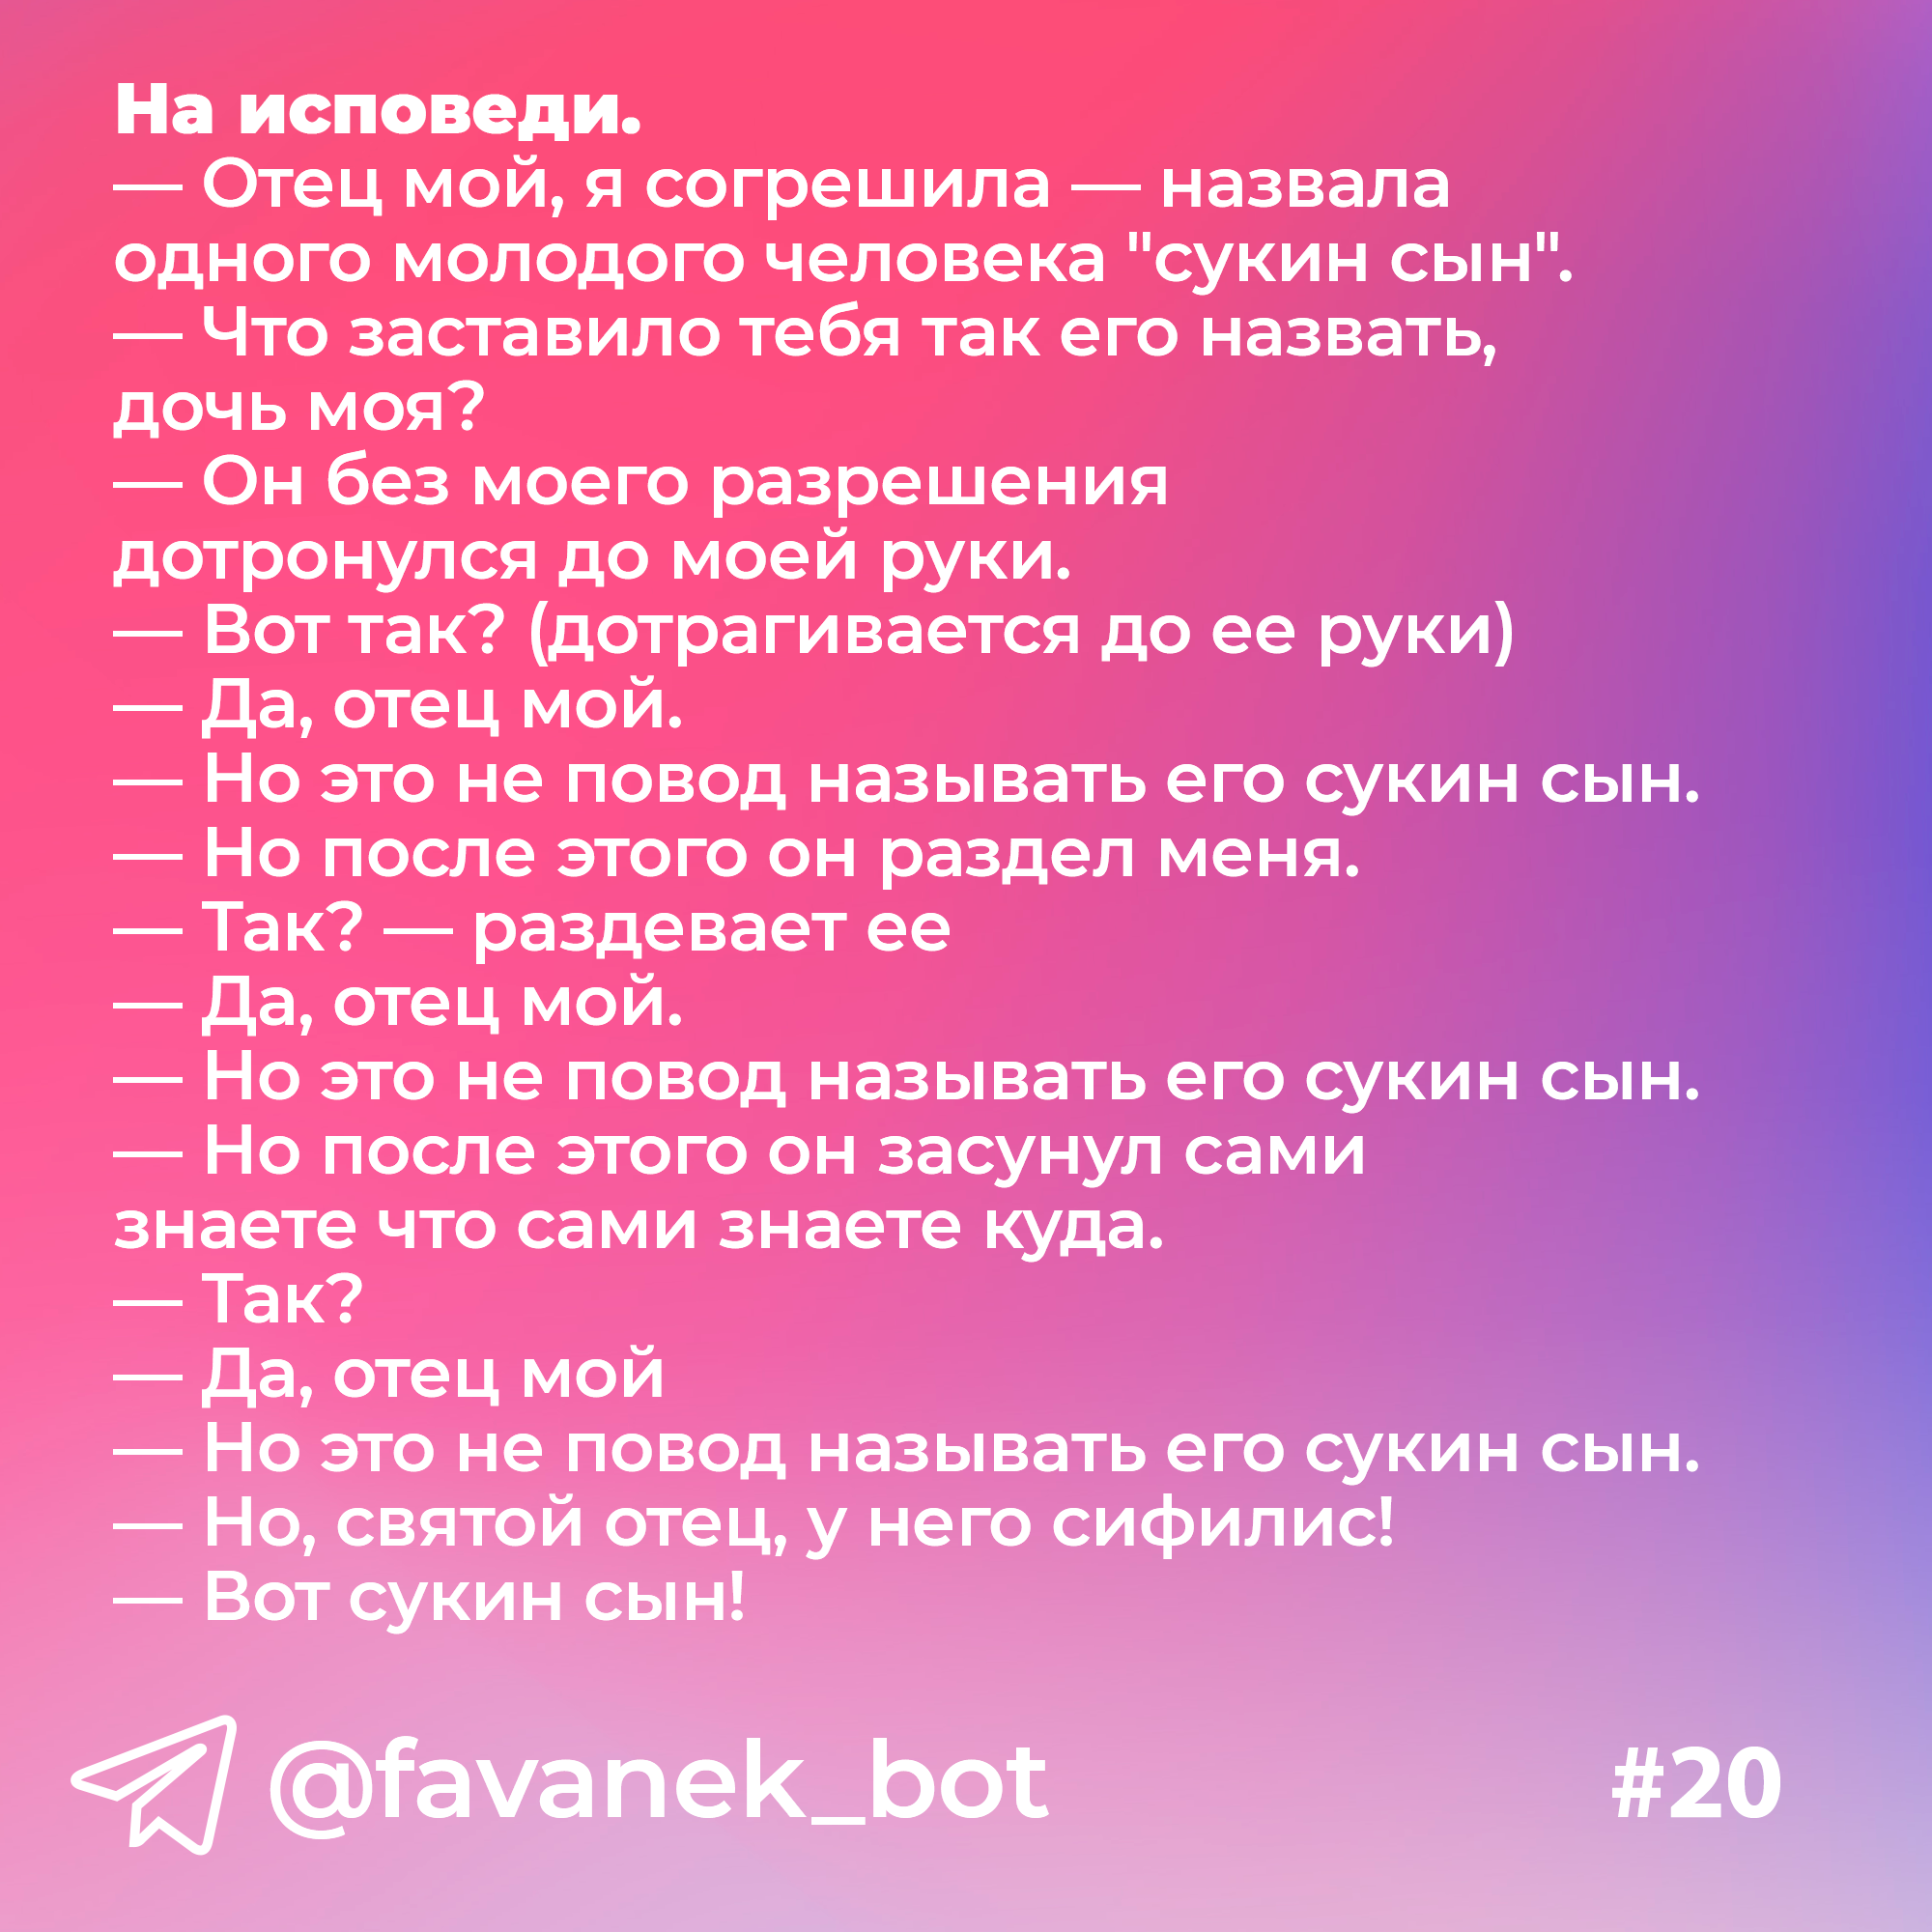 На исповеди.
— Отец мой, я согрешила — назвала
одного молодого человека "сукин сын".
— Что заставило тебя так его назвать,
дочь моя?
— Он без моего разрешения
дотронулся до моей руки.
— Вот так? (дотрагивается до ее руки)
— Да, отец мой.
— Но это не повод называть его сукин сын.
— Но после этого он раздел меня.
— Так? — раздевает ее
— Да, отец мой.
— Но это не повод называть его сукин сын.
— Но после этого он засунул сами
знаете что сами знаете куда.
— Так?
— Да, отец мой
— Но это не повод называть его сукин сын.
— Но, святой отец, у него сифилис!
— Вот сукин сын!
@favanek_bot
#20